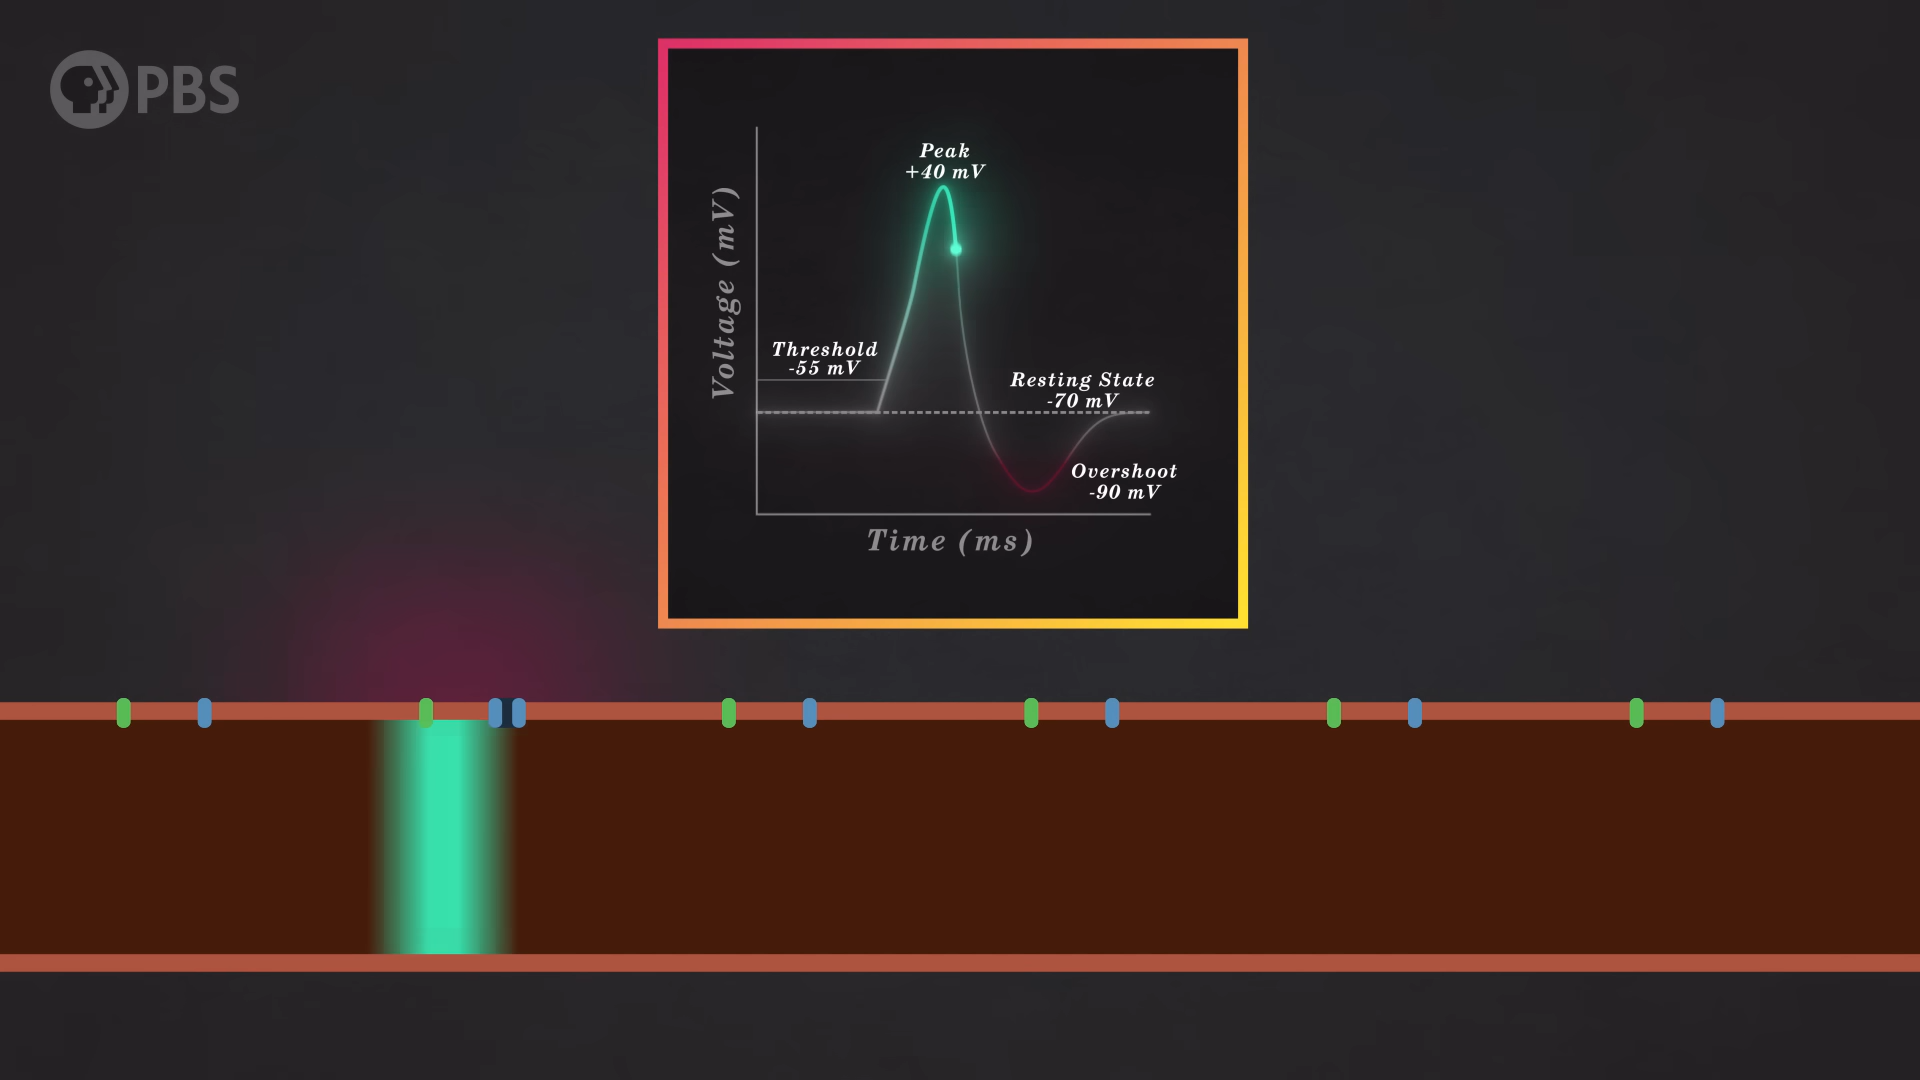 PBS
Peak
+40 mV
Voltage (mV)
Threshold
-55 mV
Resting State
-70 mV
Overshoot
-90 mV
Time (ms)